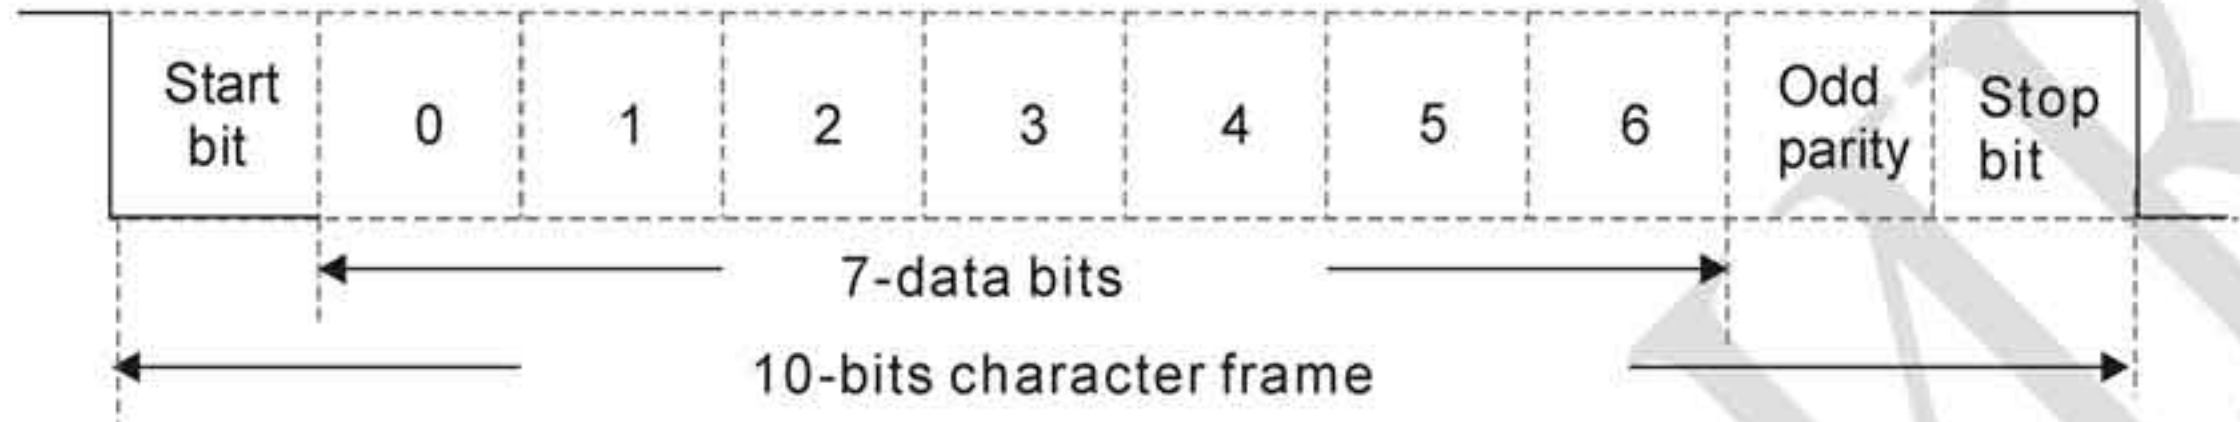 Start bit 0 1 2 3 4 5 6 Odd parity Stop bit
7-data bits
10-bits character frame